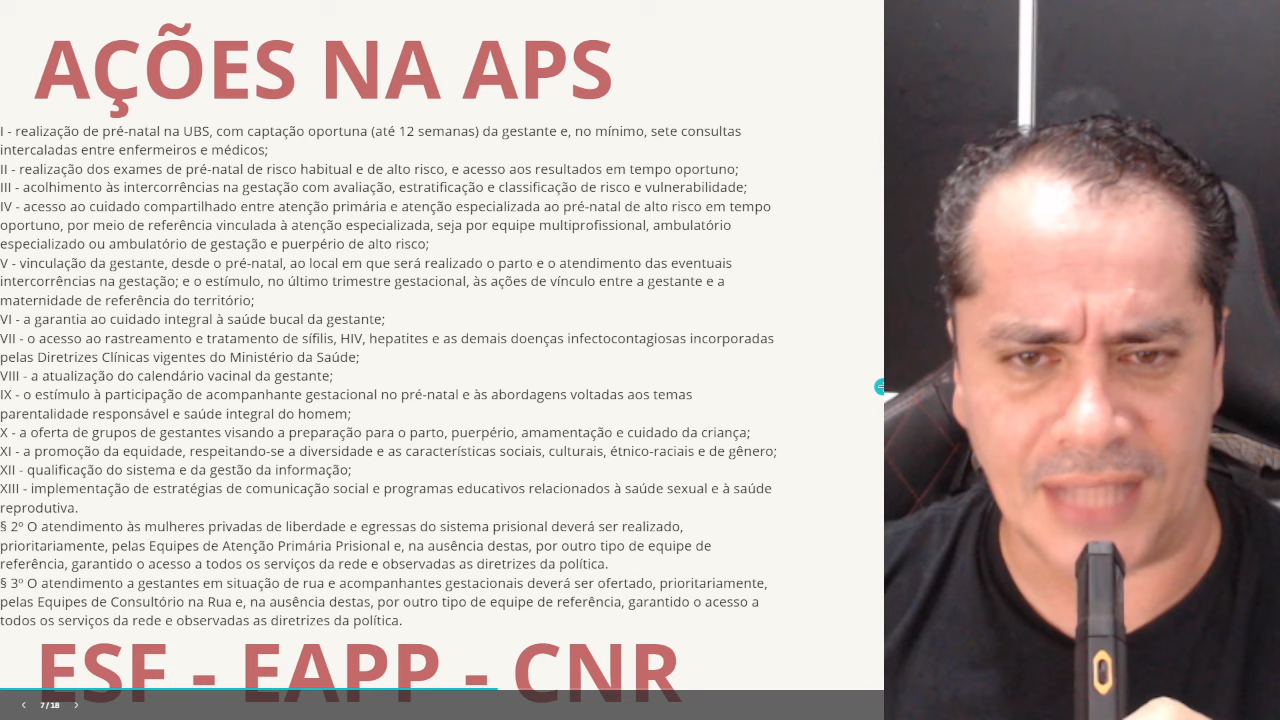 AÇÕES NA APS
I - realização de pré-natal na UBS, com captação oportuna (até 12 semanas) da gestante e, no mínimo, sete consultas
intercaladas entre enfermeiros e médicos;
II - realização dos exames de pré-natal de risco habitual e de alto risco, e acesso aos resultados em tempo oportuno;
III - acolhimento às intercorrências na gestação com avaliação, estratificação e classificação de risco e vulnerabilidade;
IV - acesso ao cuidado compartilhado entre atenção primária e atenção especializada ao pré-natal de alto risco em tempo
oportuno, por meio de referência vinculada à atenção especializada, seja por equipe multiprofissional, ambulatório
especializado ou ambulatório de gestação e puerpério de alto risco;
V - vinculação da gestante, desde o pré-natal, ao local em que será realizado o parto e o atendimento das eventuais
intercorrências na gestação; e o estímulo, no último trimestre gestacional, às ações de vínculo entre a gestante e a
maternidade de referência do território;
VI - a garantia ao cuidado integral à saúde bucal da gestante;
VII - o acesso ao rastreamento e tratamento de sífilis, HIV, hepatites e as demais doenças infectocontagiosas incorporadas
pelas Diretrizes Clínicas vigentes do Ministério da Saúde;
VIII - a atualização do calendário vacinal da gestante;
IX - o estímulo à participação de acompanhante gestacional no pré-natal e às abordagens voltadas aos temas
parentalidade responsável e saúde integral do homem;
X - a oferta de grupos de gestantes visando a preparação para o parto, puerpério, amamentação e cuidado da criança;
XI - a promoção da equidade, respeitando-se a diversidade e as características sociais, culturais, étnico-raciais e de gênero;
XII - qualificação do sistema e da gestão da informação;
XIII - implementação de estratégias de comunicação social e programas educativos relacionados à saúde sexual e à saúde
reprodutiva.
§ 2º O atendimento às mulheres privadas de liberdade e egressas do sistema prisional deverá ser realizado,
prioritariamente, pelas Equipes de Atenção Primária Prisional e, na ausência destas, por outro tipo de equipe de
referência, garantido o acesso a todos os serviços da rede e observadas as diretrizes da política.
§ 3º O atendimento a gestantes em situação de rua e acompanhantes gestacionais deverá ser ofertado, prioritariamente,
pelas Equipes de Consultório na Rua e, na ausência destas, por outro tipo de equipe de referência, garantido o acesso a
todos os serviços da rede e observadas as diretrizes da política.
ESF - EAPP - CNR
7 / 18